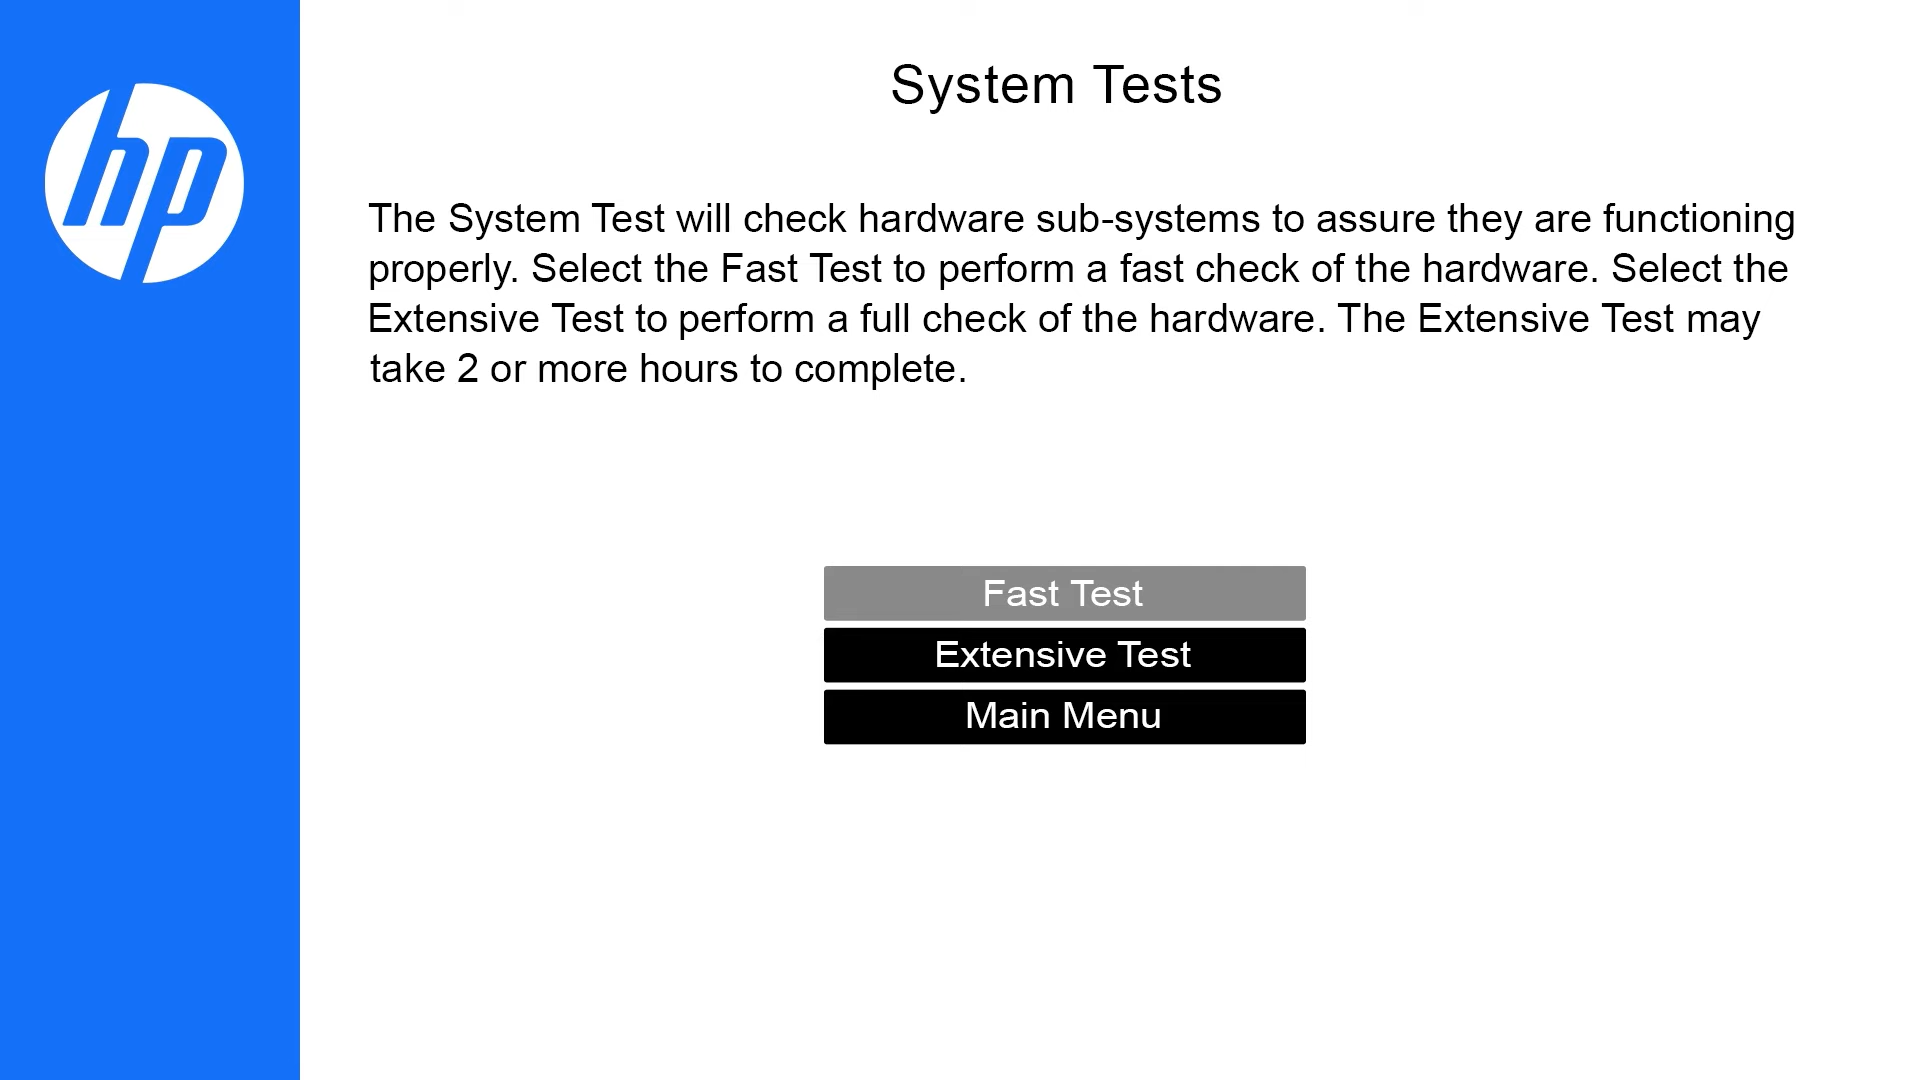 hp
System Tests
The System Test will check hardware sub-systems to assure they are functioning
properly. Select the Fast Test to perform a fast check of the hardware. Select the
Extensive Test to perform a full check of the hardware. The Extensive Test may
take 2 or more hours to complete.
Fast Test
Extensive Test
Main Menu